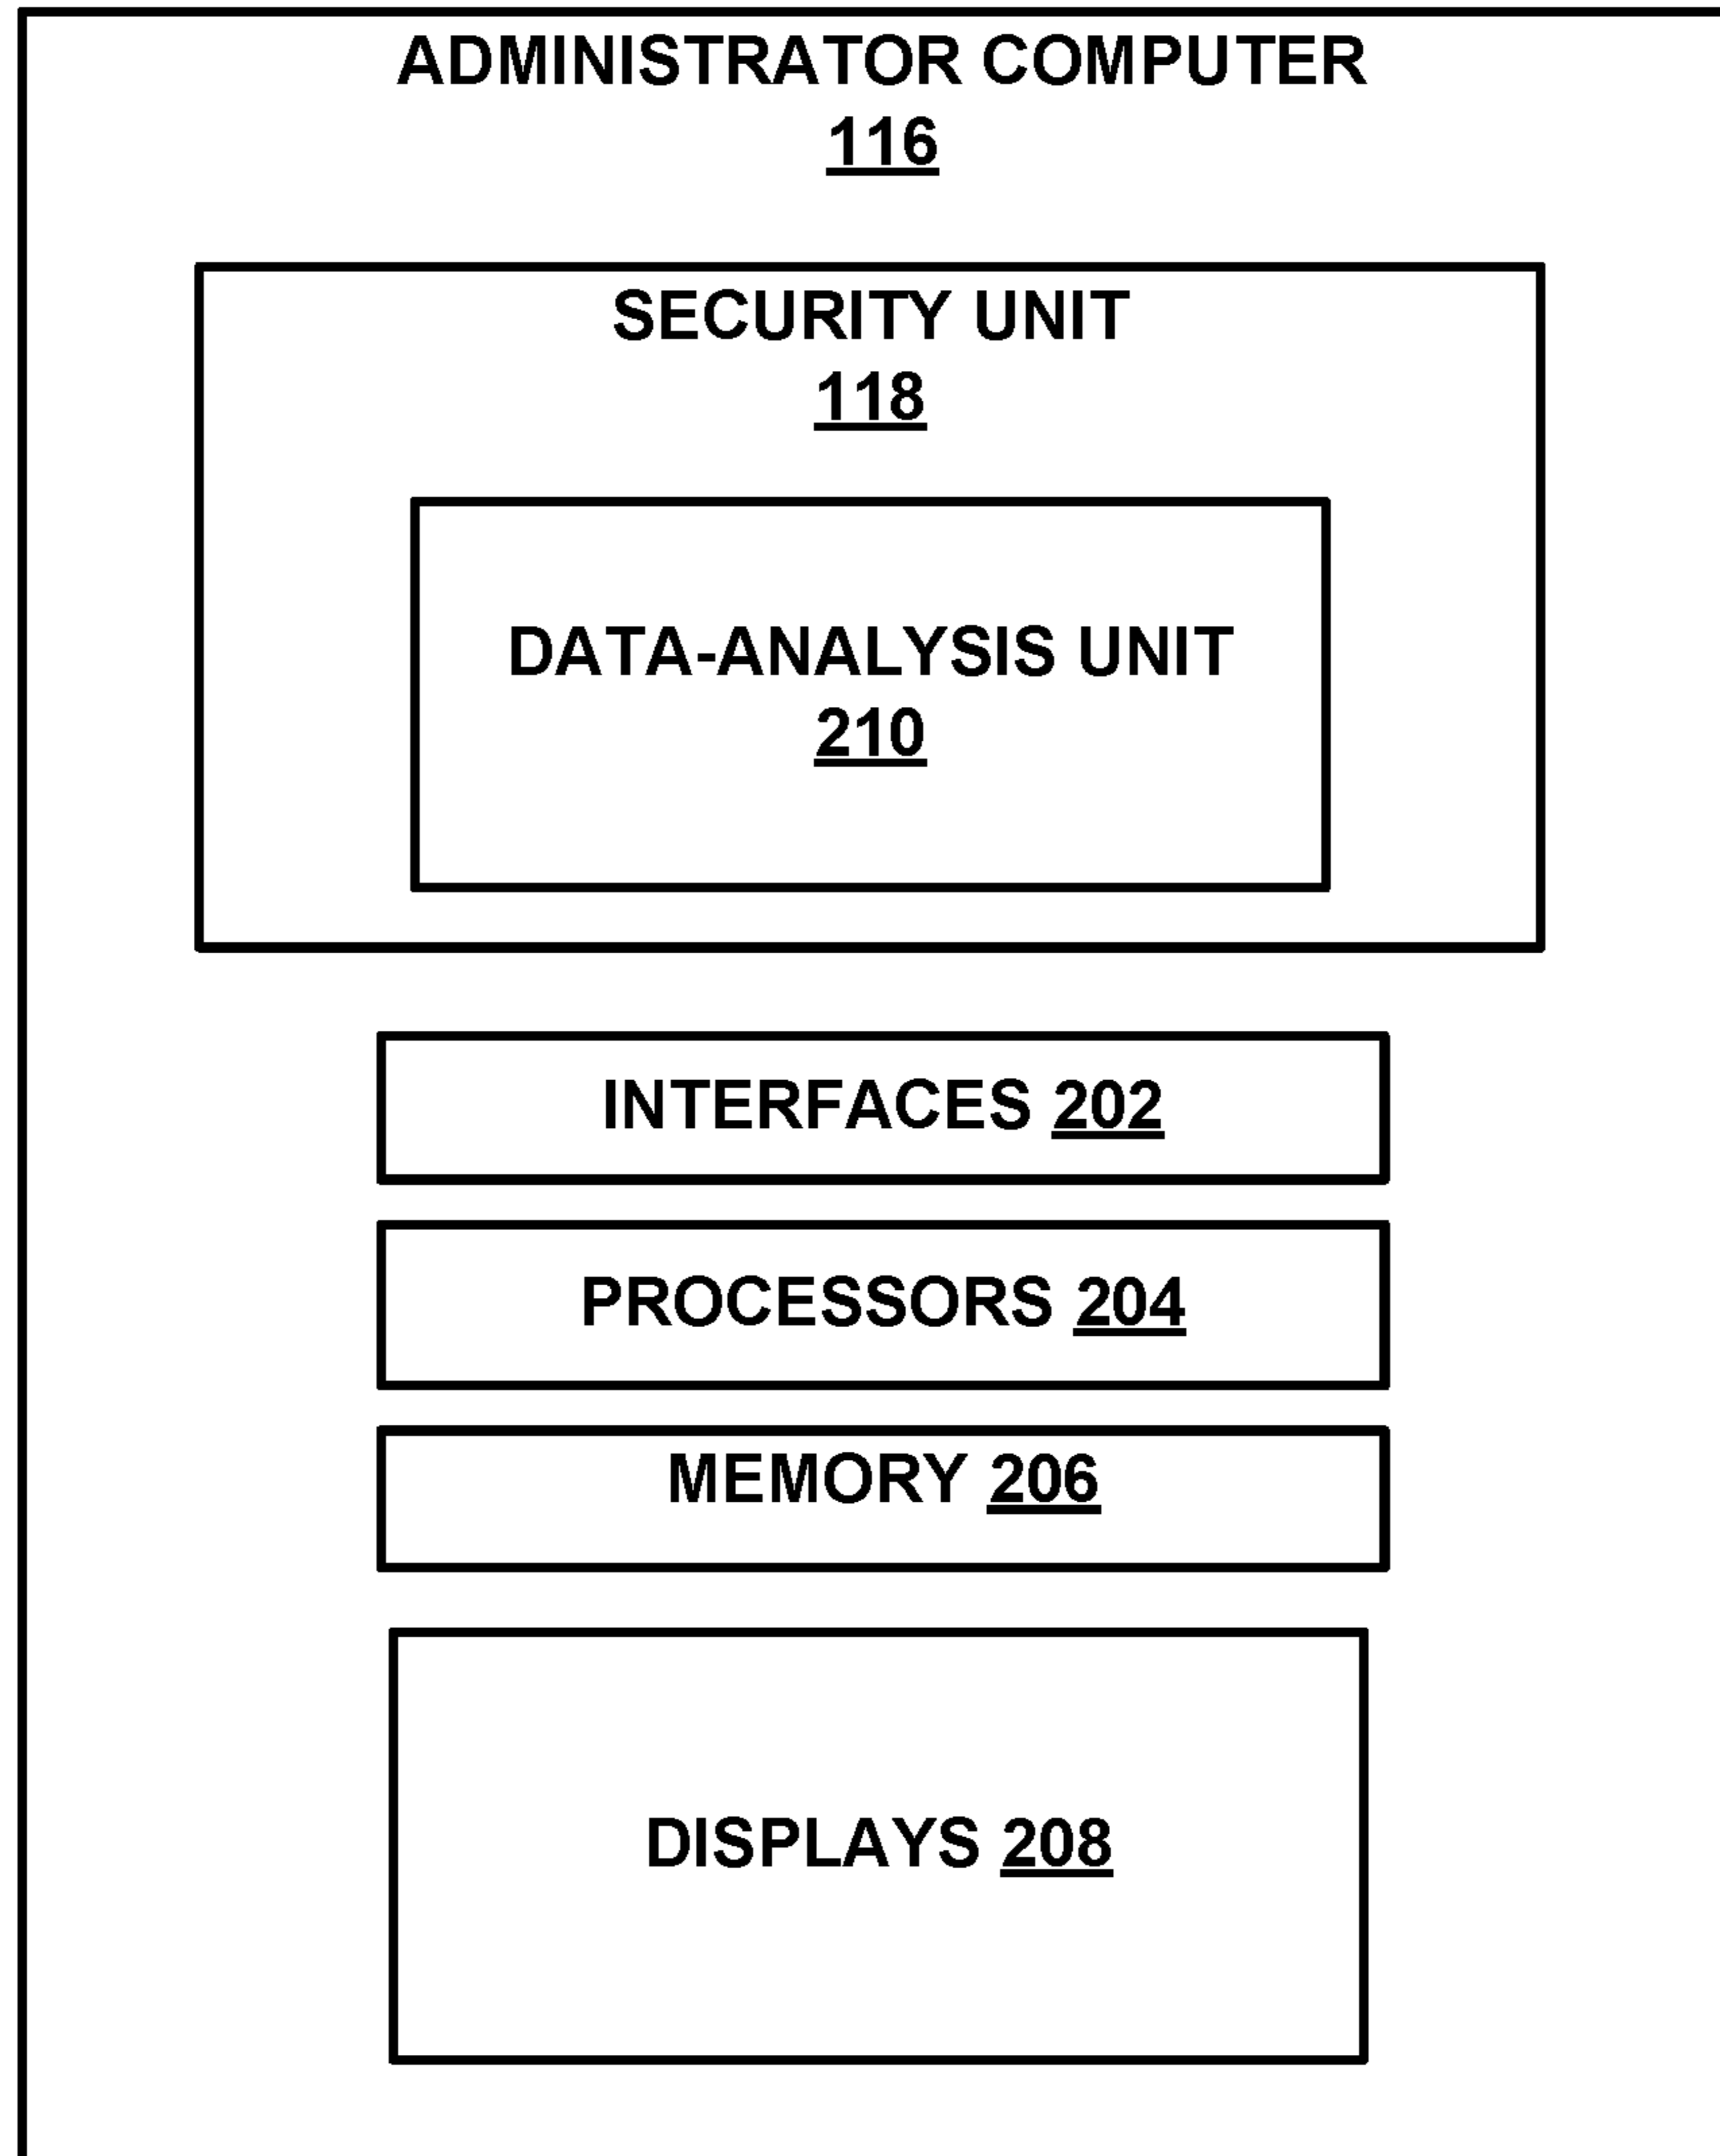 ADMINISTRATOR COMPUTER
116
SECURITY UNIT
118
DATA-ANALYSIS UNIT
210
INTERFACES 202
PROCESSORS 204
MEMORY 206
DISPLAYS 208